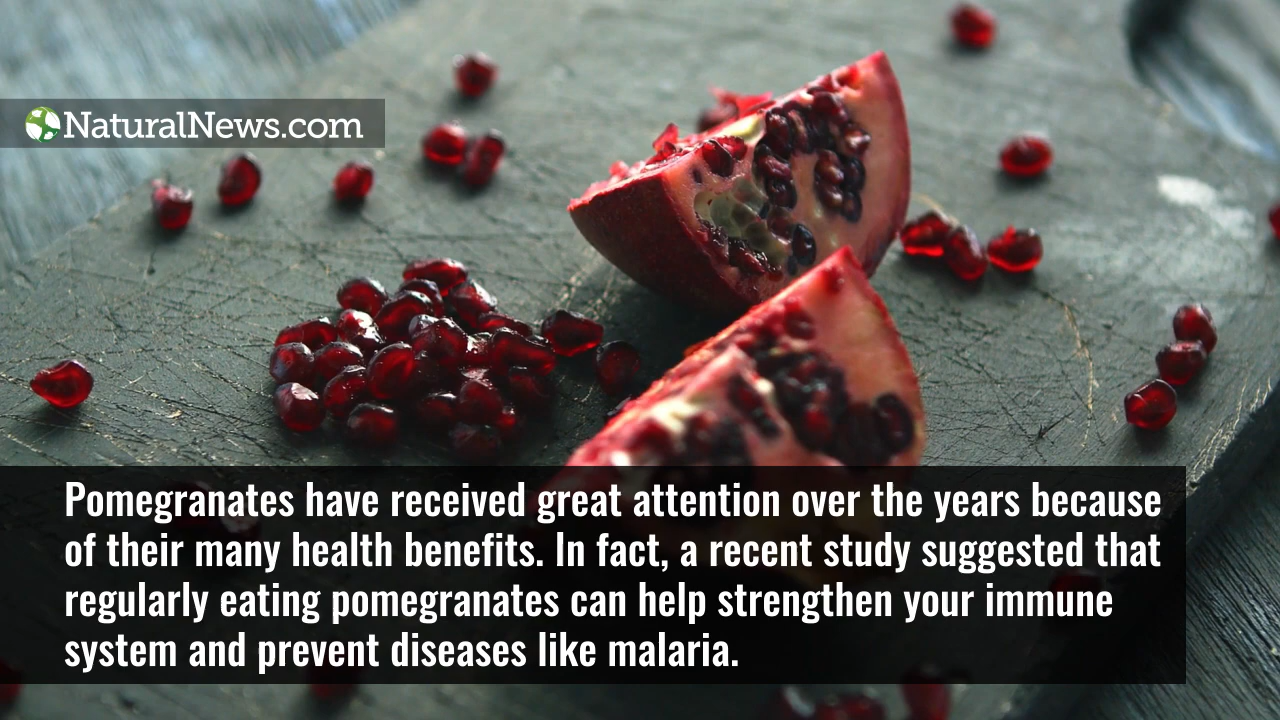 NaturalNews.com
Pomegranates have received great attention over the years because
of their many health benefits. In fact, a recent study suggested that
regularly eating pomegranates can help strengthen your immune
system and prevent diseases like malaria.